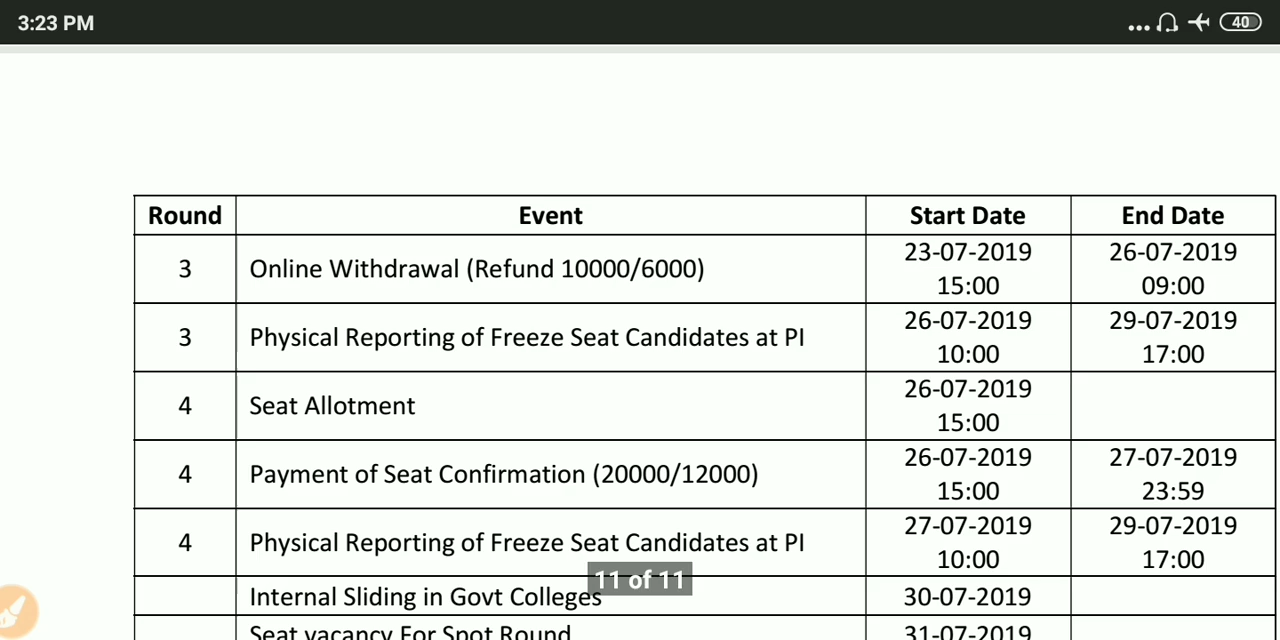 3:23 PM
... 40
Round Event Start Date End Date
3 Online Withdrawal (Refund 10000/6000) 23-07-2019 15:00 26-07-2019 09:00
3 Physical Reporting of Freeze Seat Candidates at PI 26-07-2019 10:00 29-07-2019 17:00
4 Seat Allotment 26-07-2019 15:00
4 Payment of Seat Confirmation (20000/12000) 26-07-2019 15:00 27-07-2019 23:59
4 Physical Reporting of Freeze Seat Candidates at PI 27-07-2019 10:00 29-07-2019 17:00
11 of 11
Internal Sliding in Govt Colleges 30-07-2019
Seat vacancy For Spot Round 31-07-2019